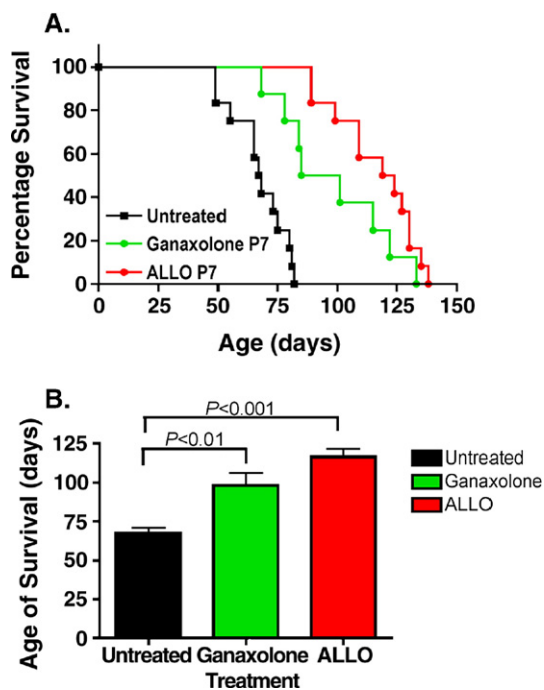 A.
Percentage Survival
100
80
60
40
20
0
Untreated
Ganaxolone P7
ALLO P7
0 25 50 75 100 125 150
Age (days)
B.
P<0.001
P<0.01
Age of Survival (days)
125
100
75
50
25
0
Untreated Ganaxolone ALLO
Treatment
Untreated
Ganaxolone
ALLO